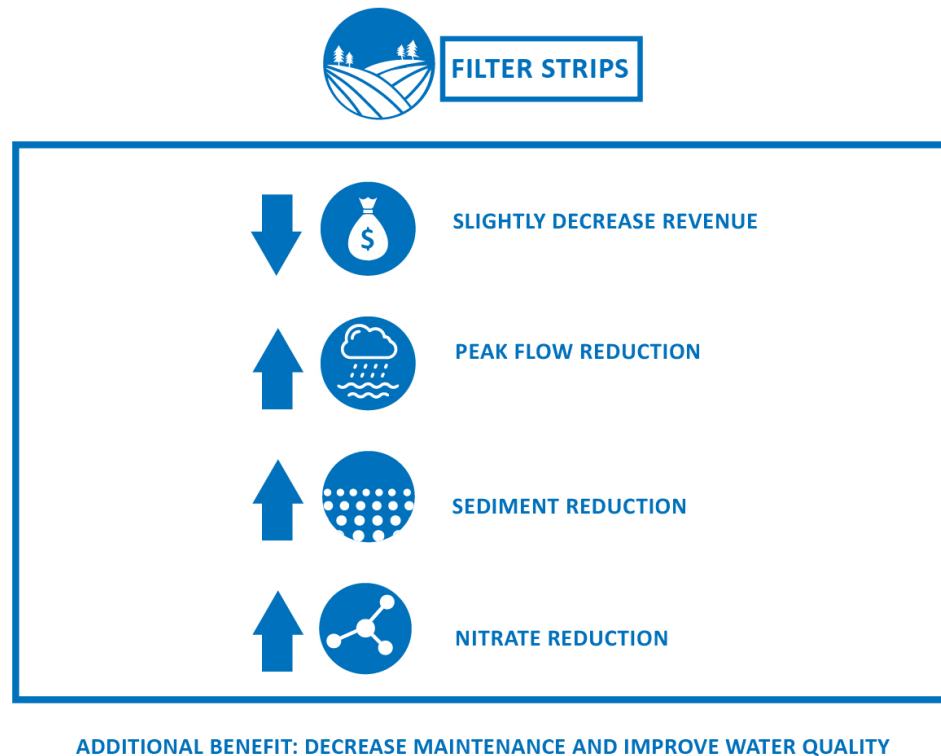 FILTER STRIPS
$
SLIGHTLY DECREASE REVENUE
PEAK FLOW REDUCTION
SEDIMENT REDUCTION
NITRATE REDUCTION
ADDITIONAL BENEFIT: DECREASE MAINTENANCE AND IMPROVE WATER QUALITY